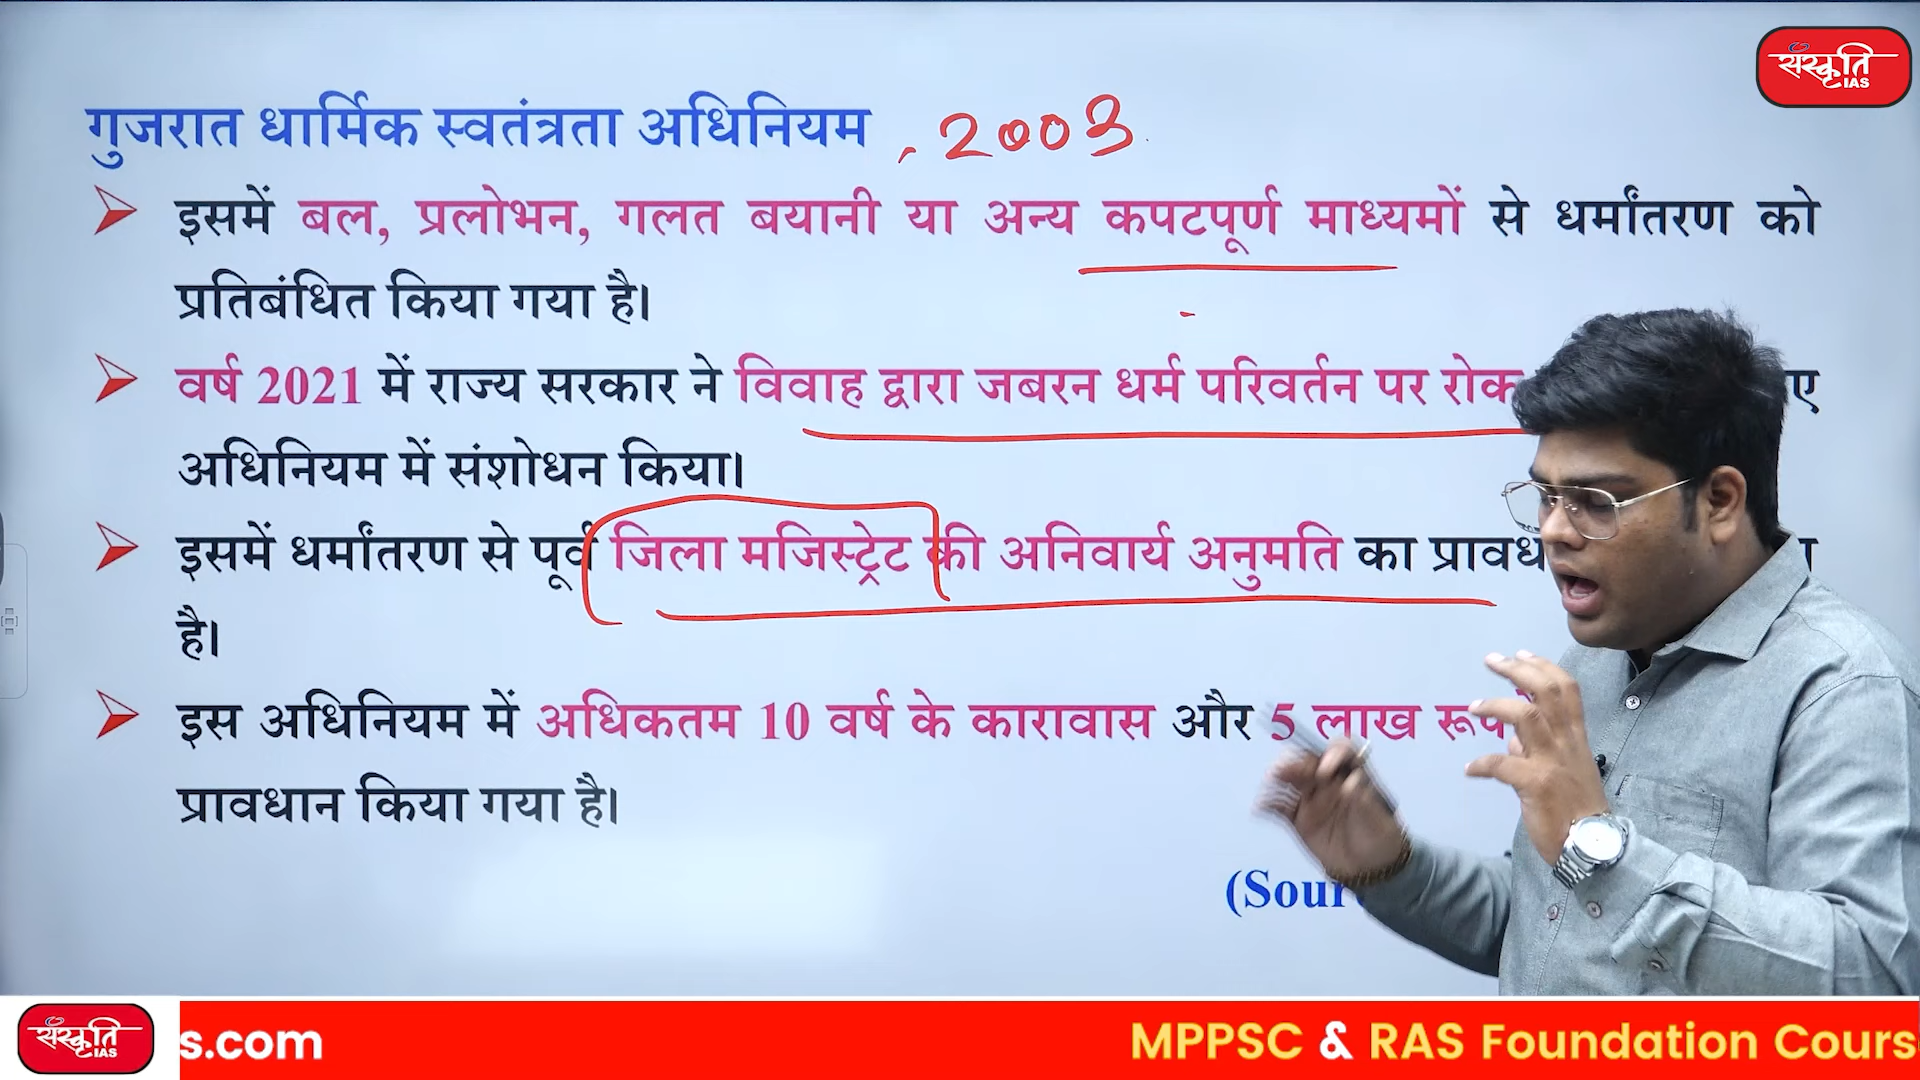 संस्कृति
IAS
गुजरात धार्मिक स्वतंत्रता अधिनियम , 2003
इसमें बल, प्रलोभन, गलत बयानी या अन्य कपटपूर्ण माध्यमों से धर्मांतरण को
प्रतिबंधित किया गया है।
वर्ष 2021 में राज्य सरकार ने विवाह द्वारा जबरन धर्म परिवर्तन पर रोक
अधिनियम में संशोधन किया।
इसमें धर्मांतरण से पूर्व जिला मजिस्ट्रेट की अनिवार्य अनुमति का
है।
इस अधिनियम में अधिकतम 10 वर्ष के कारावास और 5 लाख
प्रावधान किया गया है।
संस्कृति
IAS
s.com
MPPSC & RAS Foundation Cours